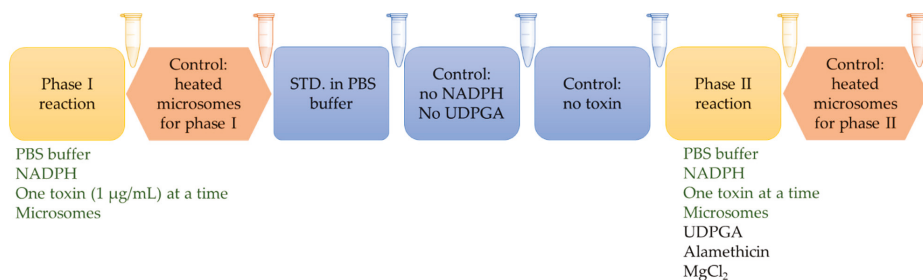 Phase I
reaction
Control:
heated
microsomes
for phase I
STD. in PBS
buffer
Control:
no NADPH
No UDPGA
Control:
no toxin
Phase II
reaction
Control:
heated
microsomes
for phase II
PBS buffer
NADPH
One toxin (1 µg/mL) at a time
Microsomes
PBS buffer
NADPH
One toxin at a time
Microsomes
UDPGA
Alamethicin
MgCl₂